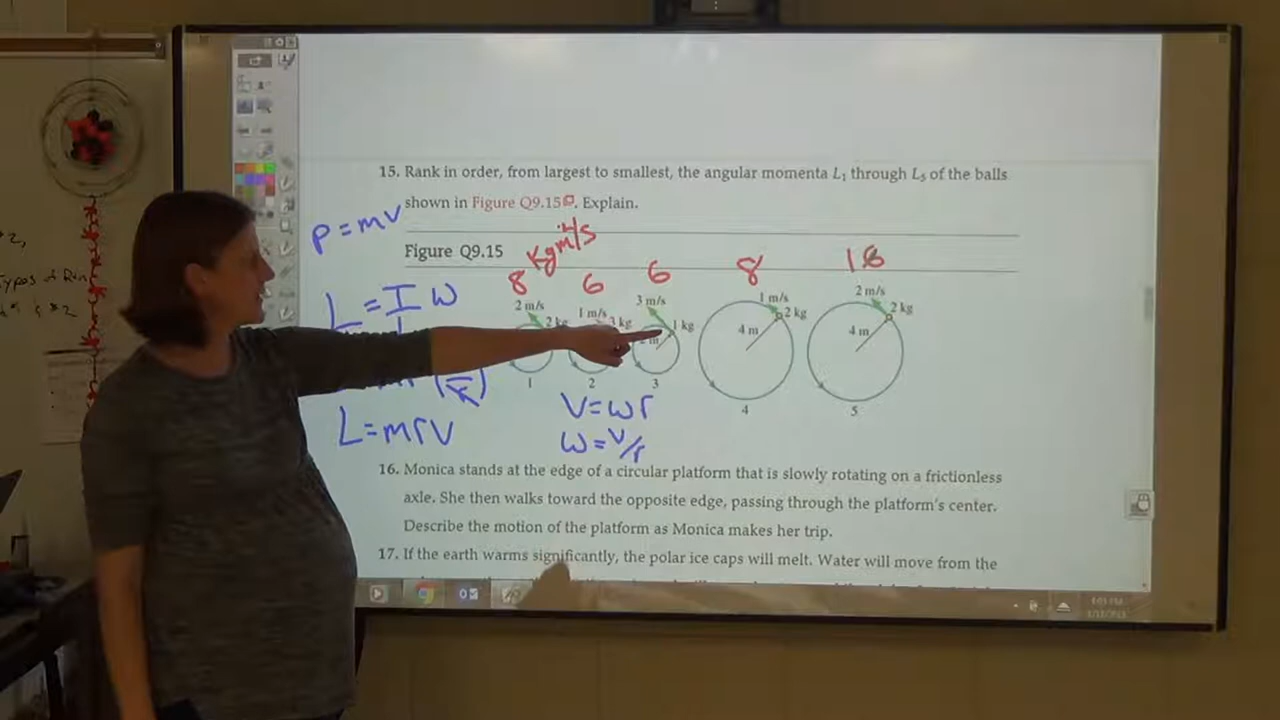 15. Rank in order, from largest to smallest, the angular momenta L₁ through L₅ of the balls
shown in Figure Q9.15. Explain.
p = mv
Figure Q9.15
Kgm²/s
8 6 6 8 16
L = I ω
2 m/s 1 m/s 3 m/s 1 m/s 2 m/s
2 kg 3 kg 1 kg 2 kg 2 kg
m 4 m 4 m
1 2 3 4 5
L = mrv
V = ωr
ω = v/r
16. Monica stands at the edge of a circular platform that is slowly rotating on a frictionless
axle. She then walks toward the opposite edge, passing through the platform's center.
Describe the motion of the platform as Monica makes her trip.
17. If the earth warms significantly, the polar ice caps will melt. Water will move from the